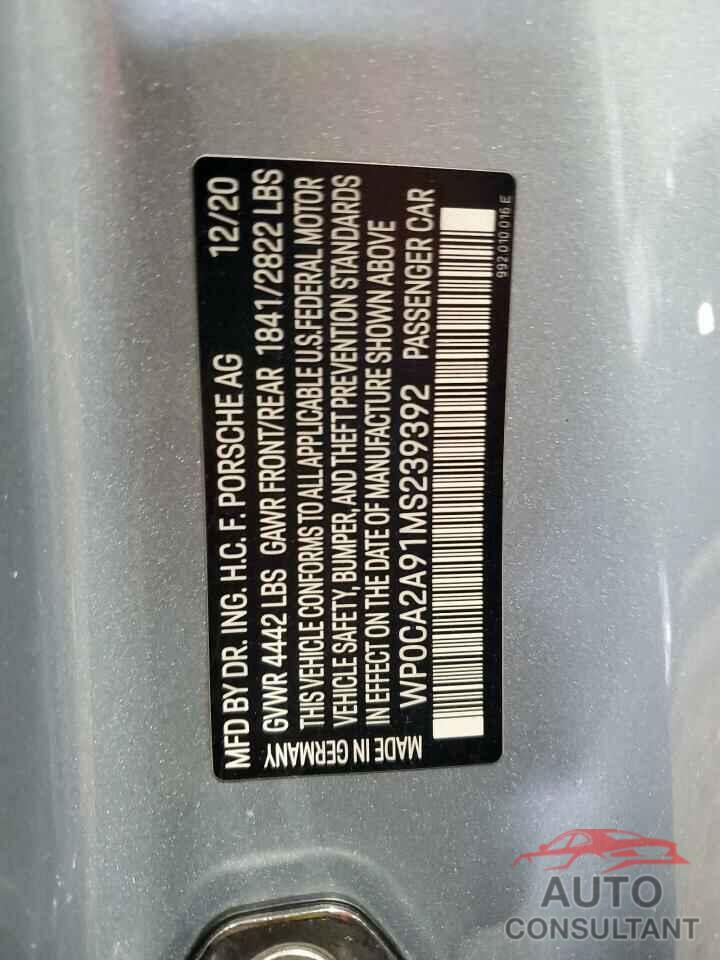 MFD BY DR. ING. H.C. F. PORSCHE AG 12/20
GVWR 4442 LBS GAWR FRONT/REAR 1841/2822 LBS
THIS VEHICLE CONFORMS TO ALL APPLICABLE U.S. FEDERAL MOTOR
VEHICLE SAFETY, BUMPER, AND THEFT PREVENTION STANDARDS
IN EFFECT ON THE DATE OF MANUFACTURE SHOWN ABOVE
MADE IN GERMANY WP0CA2A91MS239392 PASSENGER CAR
992 010 016 E
AUTO
CONSULTANT